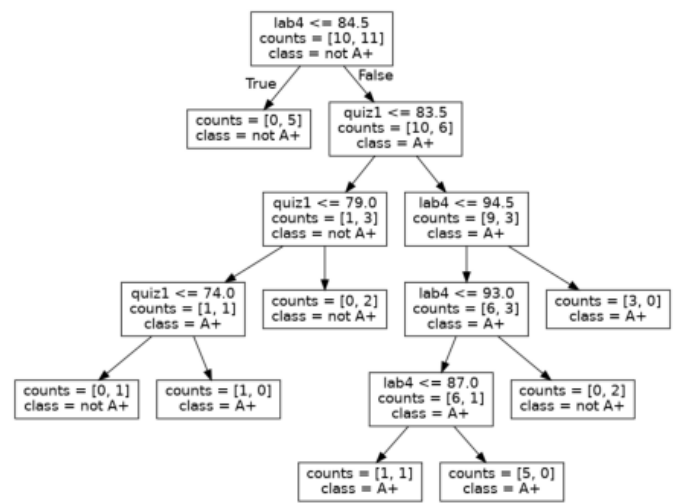 lab4 <= 84.5
counts = [10, 11]
class = not A+
True
False
counts = [0, 5]
class = not A+
quiz1 <= 83.5
counts = [10, 6]
class = A+
quiz1 <= 79.0
counts = [1, 3]
class = not A+
lab4 <= 94.5
counts = [9, 3]
class = A+
quiz1 <= 74.0
counts = [1, 1]
class = A+
counts = [0, 2]
class = not A+
lab4 <= 93.0
counts = [6, 3]
class = A+
counts = [3, 0]
class = A+
counts = [0, 1]
class = not A+
counts = [1, 0]
class = A+
lab4 <= 87.0
counts = [6, 1]
class = A+
counts = [0, 2]
class = not A+
counts = [1, 1]
class = A+
counts = [5, 0]
class = A+